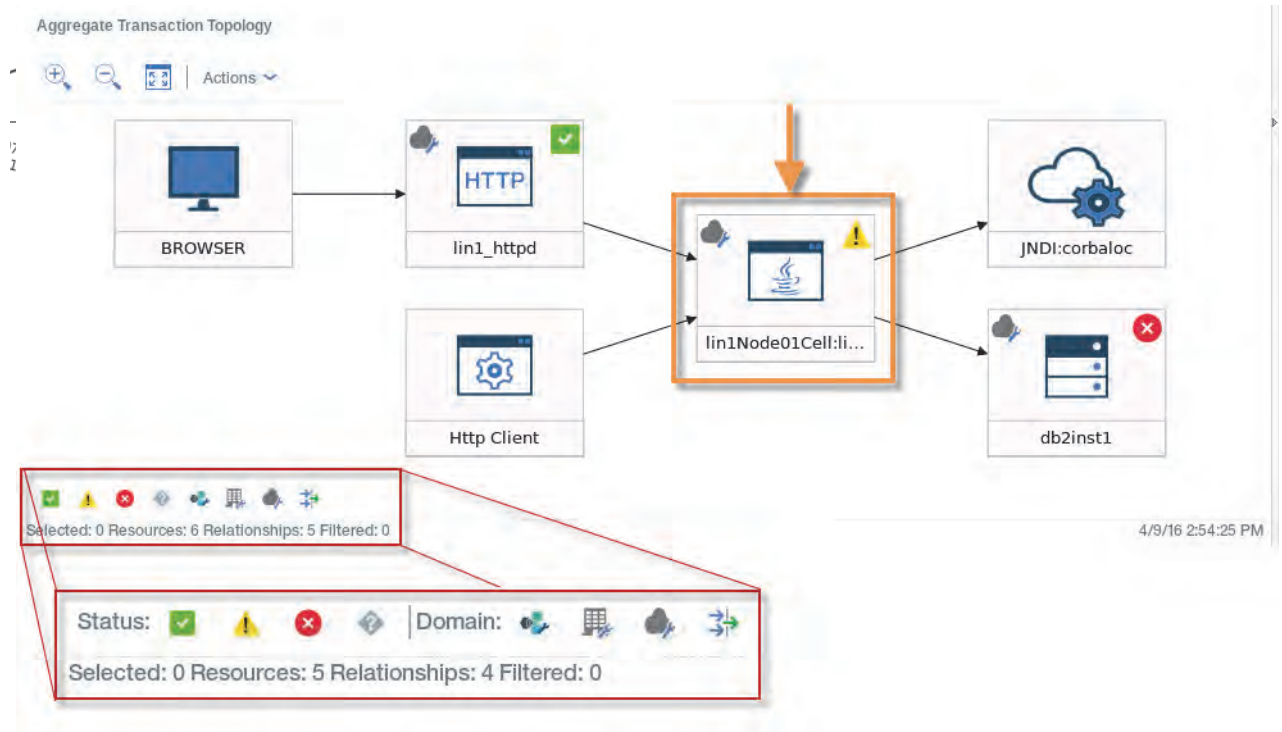 Aggregate Transaction Topology
Actions
HTTP
BROWSER
lin1_httpd
JNDI:corbaloc
lin1Node01Cell:li...
Http Client
db2inst1
Selected: 0 Resources: 6 Relationships: 5 Filtered: 0
4/9/16 2:54:25 PM
Status:
Domain:
Selected: 0 Resources: 5 Relationships: 4 Filtered: 0